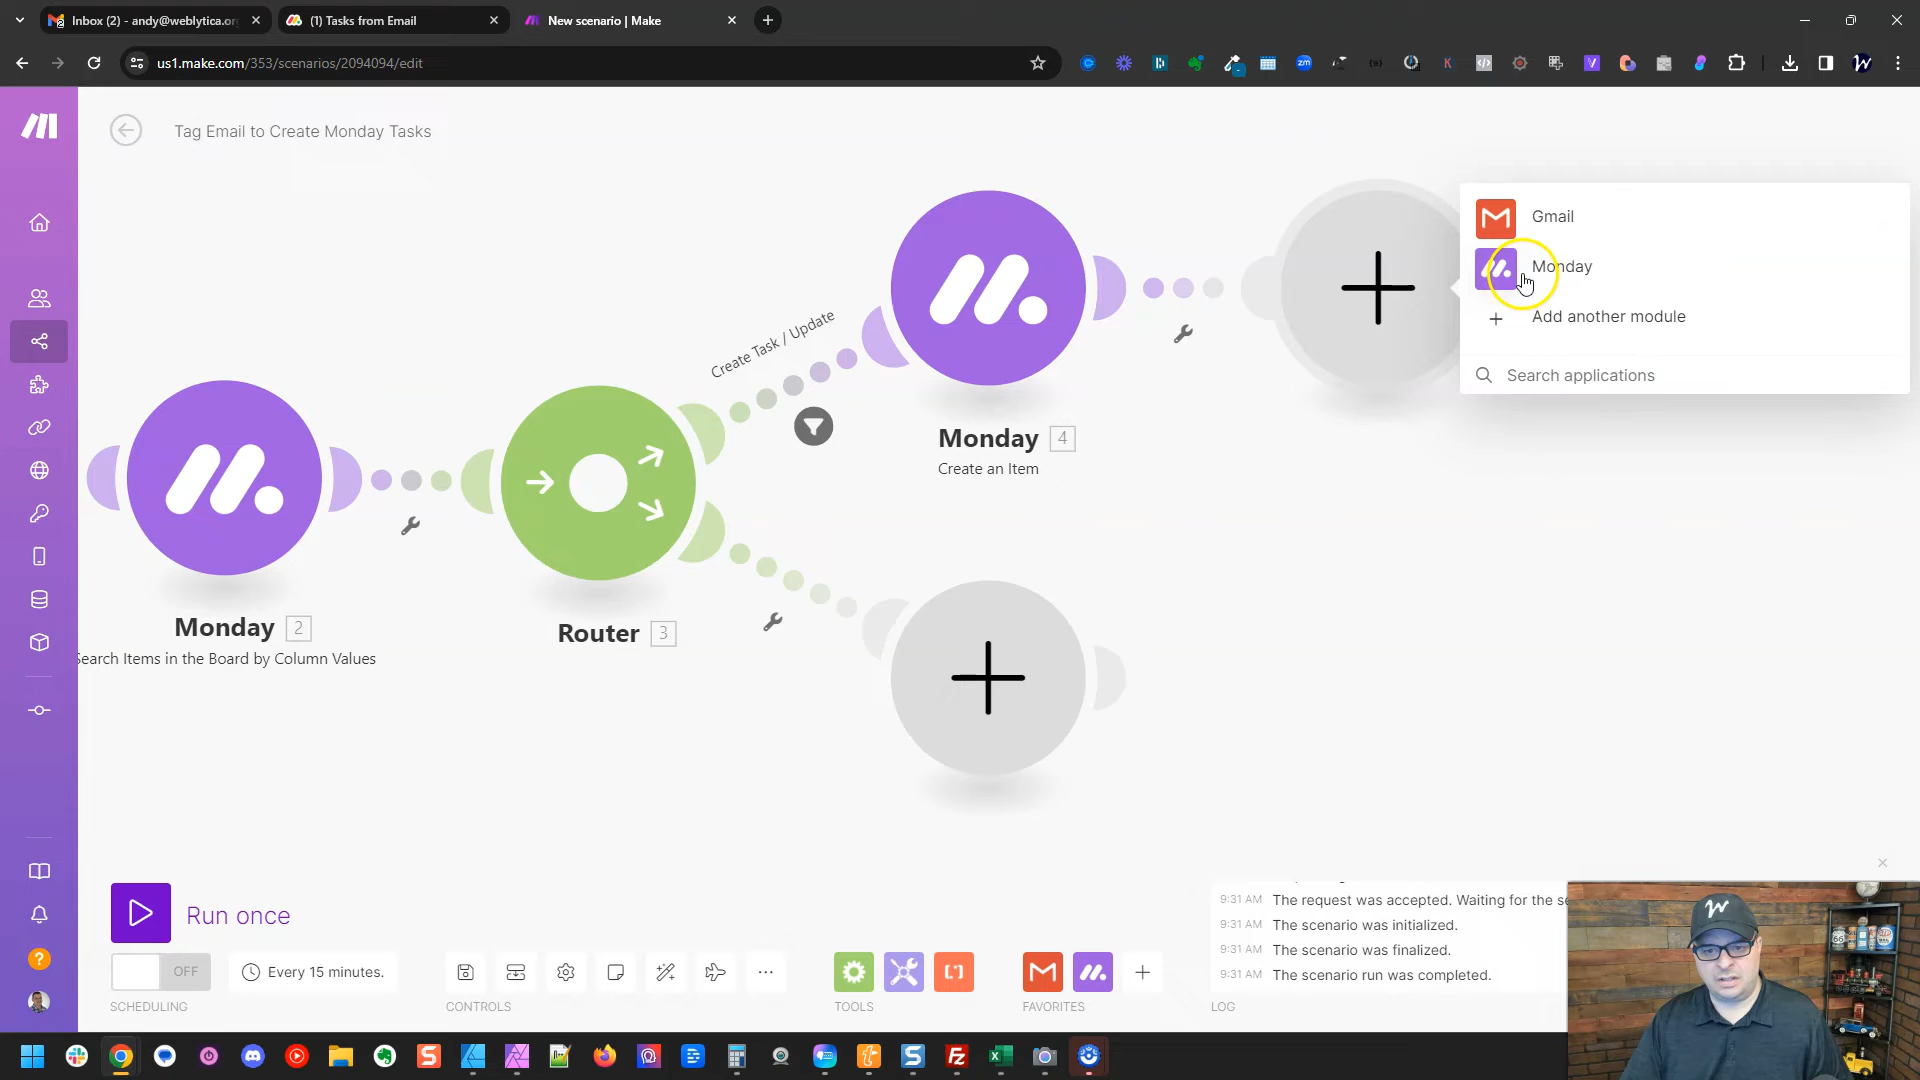 Inbox (2) - andy@weblytica.or
(1) Tasks from Email
New scenario | Make
us1.make.com/353/scenarios/2094094/edit
Tag Email to Create Monday Tasks
Gmail
Monday
Add another module
Search applications
Create Task / Update
Monday 4
Create an Item
Monday 2
Search Items in the Board by Column Values
Router 3
Run once
OFF
Every 15 minutes.
SCHEDULING
CONTROLS
TOOLS
FAVORITES
LOG
9:31 AM The request was accepted. Waiting for the se
9:31 AM The scenario was initialized.
9:31 AM The scenario was finalized.
9:31 AM The scenario run was completed.